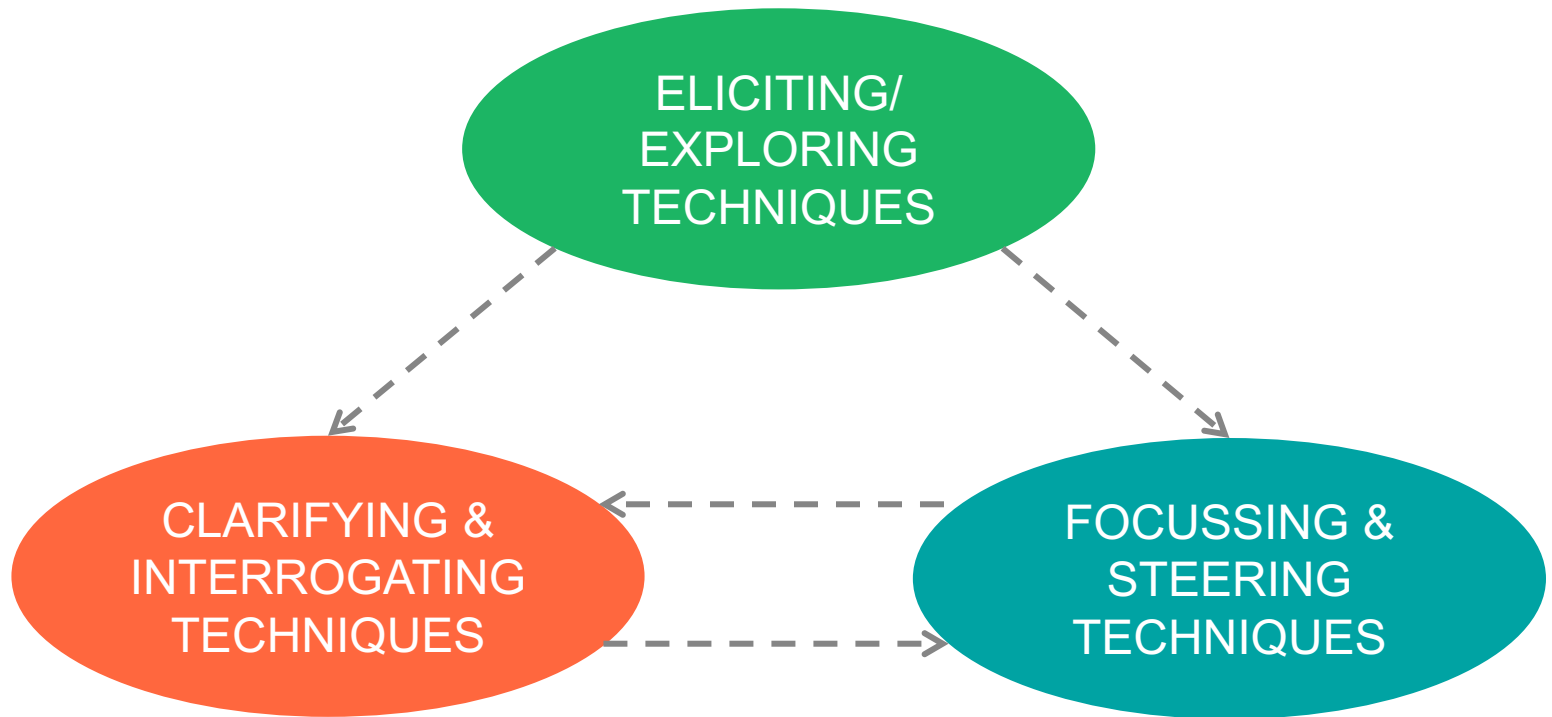 ELICITING/
EXPLORING
TECHNIQUES
CLARIFYING &
INTERROGATING
TECHNIQUES
FOCUSSING &
STEERING
TECHNIQUES